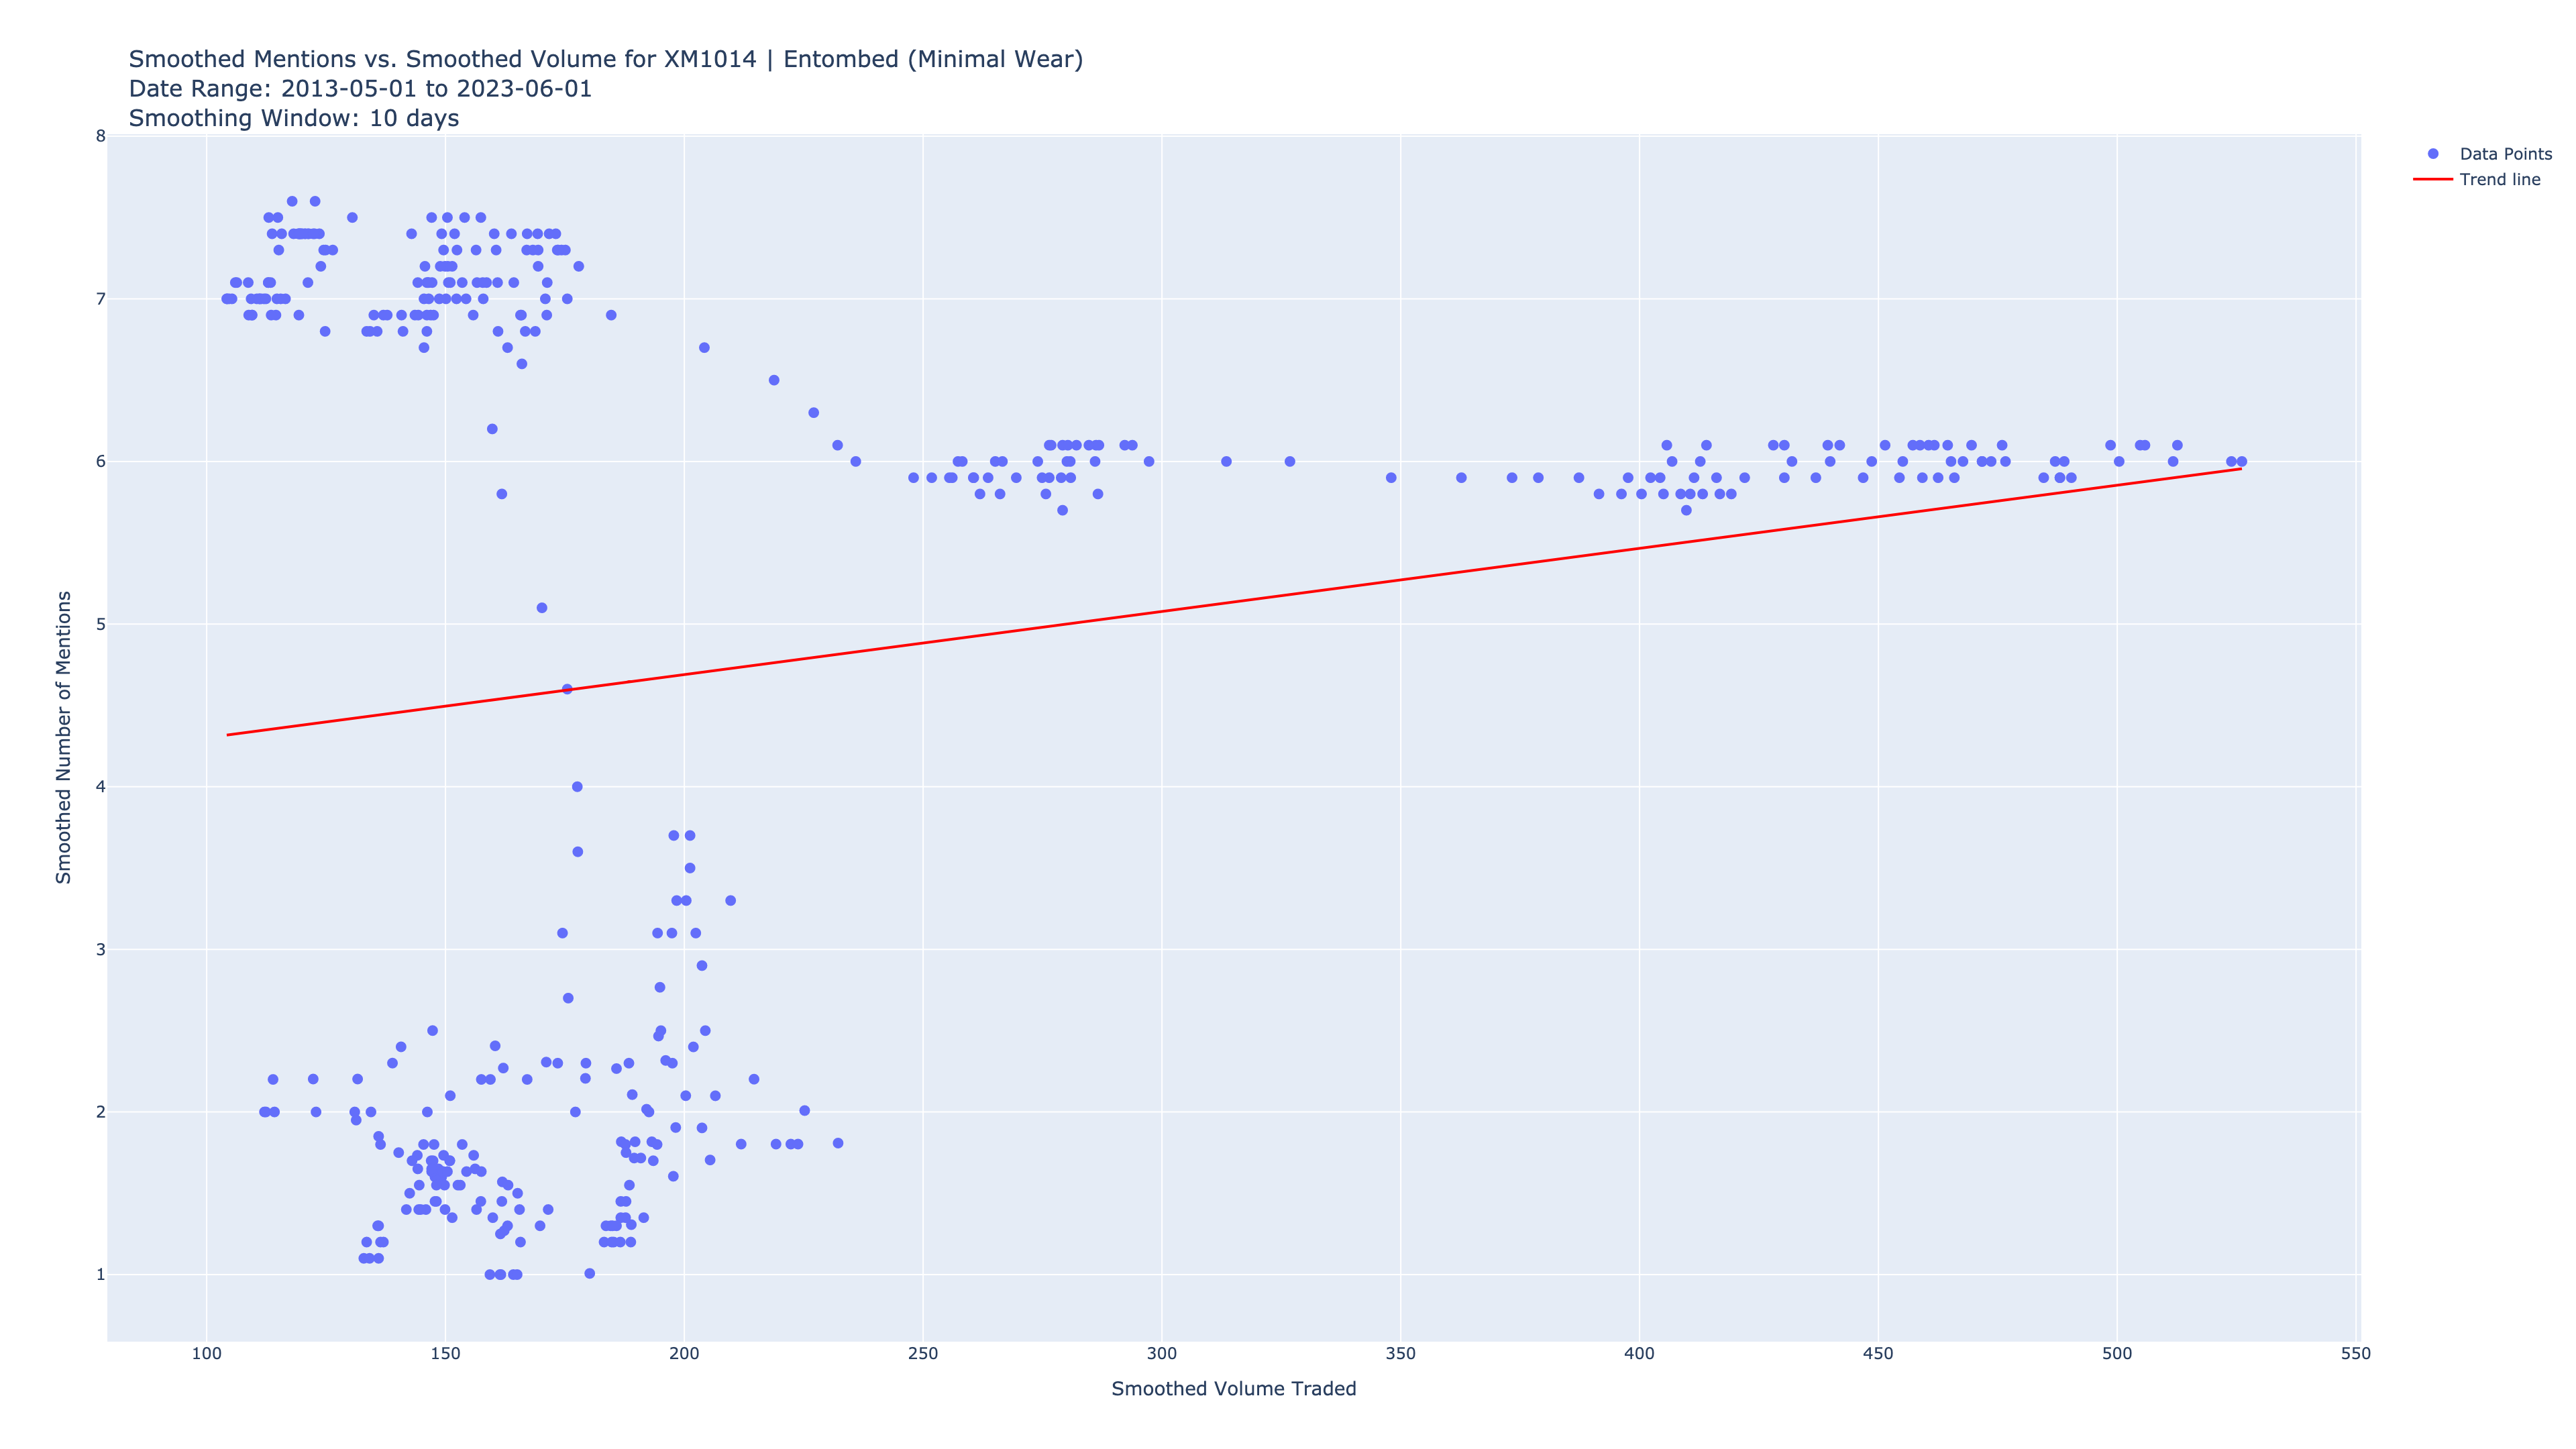 Smoothed Mentions vs. Smoothed Volume for XM1014 | Entombed (Minimal Wear)
Date Range: 2013-05-01 to 2023-06-01
Smoothing Window: 10 days
Data Points
Trend line
Smoothed Number of Mentions
8
7
6
5
4
3
2
1
100 150 200 250 300 350 400 450 500 550
Smoothed Volume Traded